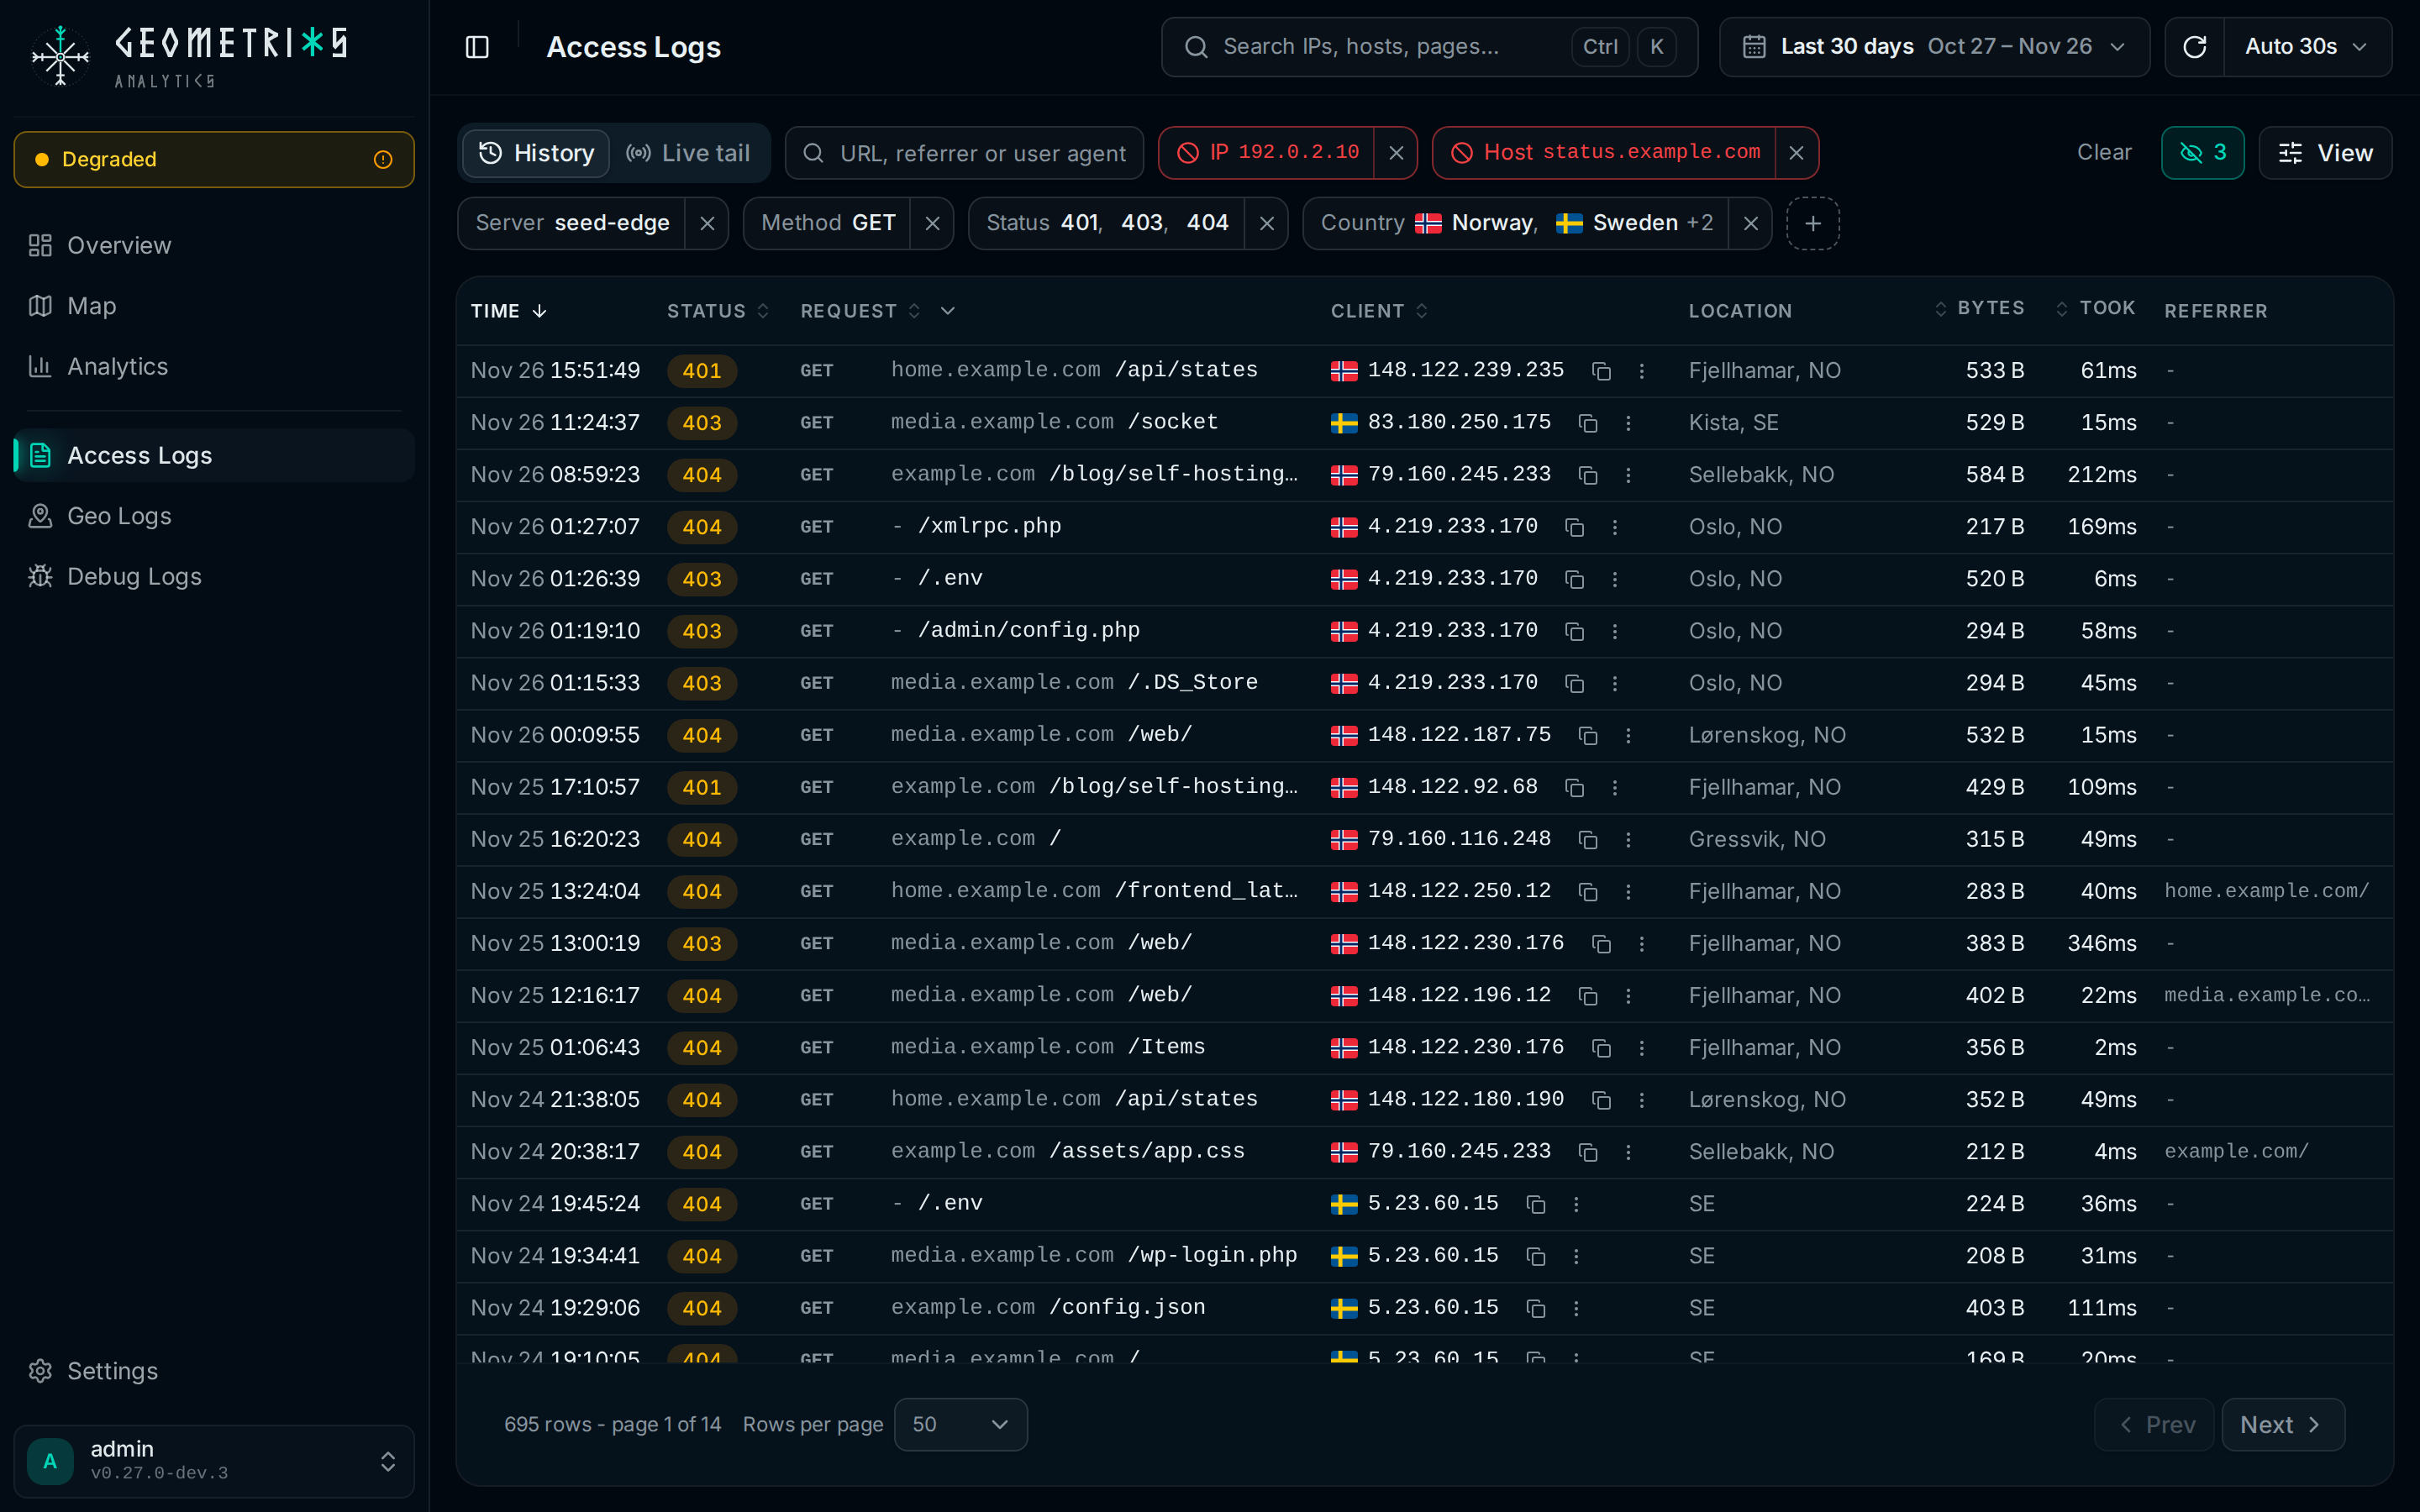 GEOMETRIKS
ANALYTICS
Degraded
Overview
Map
Analytics
Access Logs
Geo Logs
Debug Logs
Settings
A admin
v0.27.0-dev.3
Access Logs
Search IPs, hosts, pages... Ctrl K
Last 30 days Oct 27 – Nov 26
Auto 30s
History Live tail URL, referrer or user agent IP 192.0.2.10 Host status.example.com Clear 3 View
Server seed-edge Method GET Status 401, 403, 404 Country Norway, Sweden +2
TIME STATUS REQUEST CLIENT LOCATION BYTES TOOK REFERRER
Nov 26 15:51:49 401 GET home.example.com /api/states 148.122.239.235 Fjellhamar, NO 533 B 61ms -
Nov 26 11:24:37 403 GET media.example.com /socket 83.180.250.175 Kista, SE 529 B 15ms -
Nov 26 08:59:23 404 GET example.com /blog/self-hosting… 79.160.245.233 Sellebakk, NO 584 B 212ms -
Nov 26 01:27:07 404 GET - /xmlrpc.php 4.219.233.170 Oslo, NO 217 B 169ms -
Nov 26 01:26:39 403 GET - /.env 4.219.233.170 Oslo, NO 520 B 6ms -
Nov 26 01:19:10 403 GET - /admin/config.php 4.219.233.170 Oslo, NO 294 B 58ms -
Nov 26 01:15:33 403 GET media.example.com /.DS_Store 4.219.233.170 Oslo, NO 294 B 45ms -
Nov 26 00:09:55 404 GET media.example.com /web/ 148.122.187.75 Lørenskog, NO 532 B 15ms -
Nov 25 17:10:57 401 GET example.com /blog/self-hosting… 148.122.92.68 Fjellhamar, NO 429 B 109ms -
Nov 25 16:20:23 404 GET example.com / 79.160.116.248 Gressvik, NO 315 B 49ms -
Nov 25 13:24:04 404 GET home.example.com /frontend_lat… 148.122.250.12 Fjellhamar, NO 283 B 40ms home.example.com/
Nov 25 13:00:19 403 GET media.example.com /web/ 148.122.230.176 Fjellhamar, NO 383 B 346ms -
Nov 25 12:16:17 404 GET media.example.com /web/ 148.122.196.12 Fjellhamar, NO 402 B 22ms media.example.co…
Nov 25 01:06:43 404 GET media.example.com /Items 148.122.230.176 Fjellhamar, NO 356 B 2ms -
Nov 24 21:38:05 404 GET home.example.com /api/states 148.122.180.190 Lørenskog, NO 352 B 49ms -
Nov 24 20:38:17 404 GET example.com /assets/app.css 79.160.245.233 Sellebakk, NO 212 B 4ms example.com/
Nov 24 19:45:24 404 GET - /.env 5.23.60.15 SE 224 B 36ms -
Nov 24 19:34:41 404 GET media.example.com /wp-login.php 5.23.60.15 SE 208 B 31ms -
Nov 24 19:29:06 404 GET example.com /config.json 5.23.60.15 SE 403 B 111ms -
Nov 24 19:10:05 404 GET media.example.com / 5.23.60.15 SE 169 B 20ms -
695 rows - page 1 of 14 Rows per page 50 Prev Next